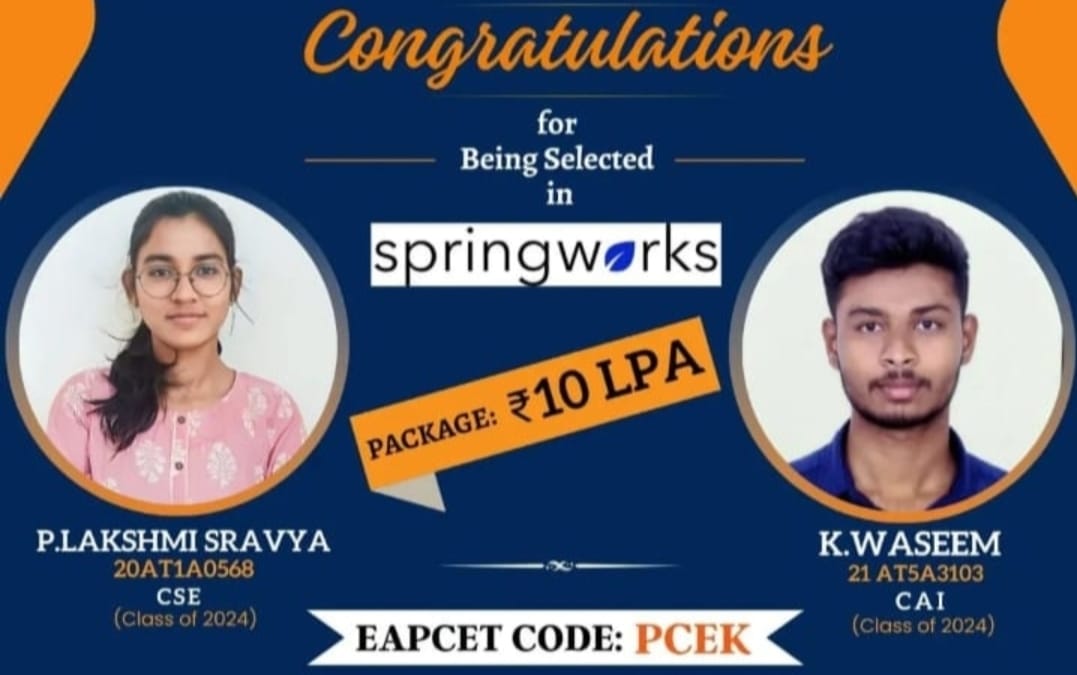 Congratulations
for
Being Selected
in
springworks
PACKAGE: ₹10 LPA
P.LAKSHMI SRAVYA
20AT1A0568
CSE
(Class of 2024)
K.WASEEM
21 AT5A3103
CAI
(Class of 2024)
EAPCET CODE: PCEK